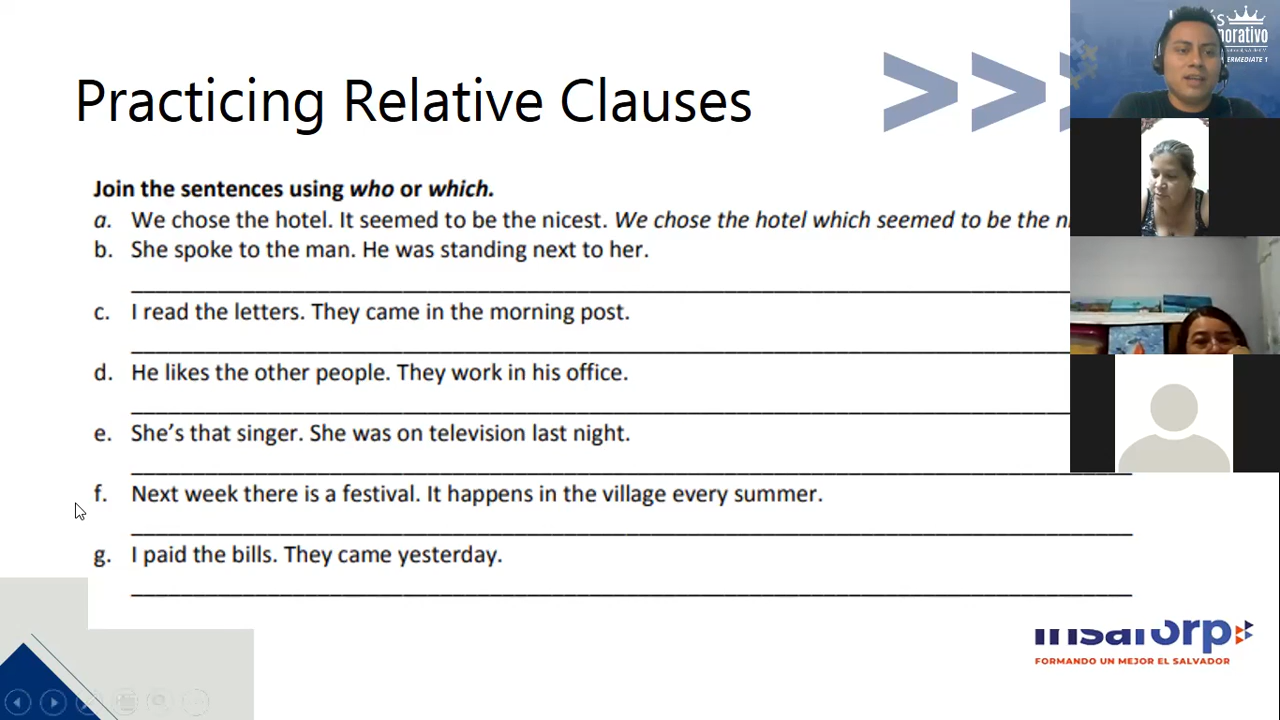 Practicing Relative Clauses
Join the sentences using who or which.
a. We chose the hotel. It seemed to be the nicest. We chose the hotel which seemed to be the
b. She spoke to the man. He was standing next to her.
c. I read the letters. They came in the morning post.
d. He likes the other people. They work in his office.
e. She's that singer. She was on television last night.
f. Next week there is a festival. It happens in the village every summer.
g. I paid the bills. They came yesterday.
FORMANDO UN MEJOR EL SALVADOR